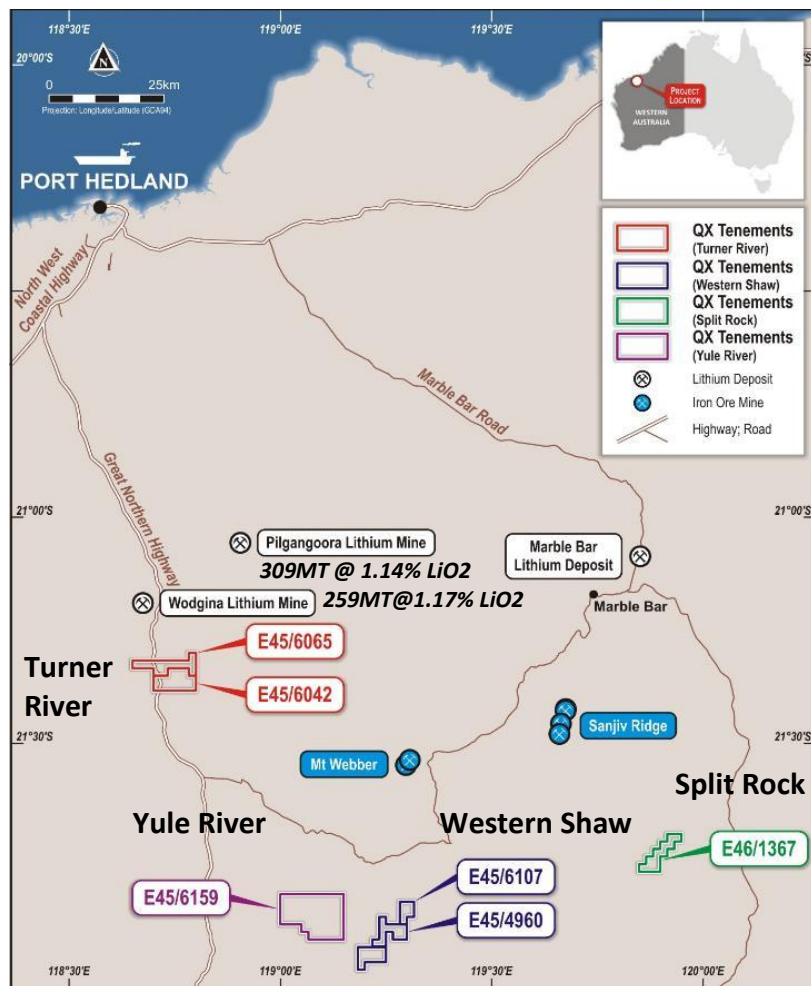 118°30'E
119°00'E
20°00'S
N
0
25km
Projection: Longitude/Latitude (GCA94)
PORT HEDLAND
North West
Coastal Highway
PROJECT
LOCATION
WESTERN
AUSTRALIA
QX Tenements
(Turner River)
QX Tenements
(Western Shaw)
QX Tenements
(Split Rock)
QX Tenements
(Yule River)
Lithium Deposit
Iron Ore Mine
Highway; Road
Marble Bar Road
Great Northern Highway
21°00'S
21°00'S
Pilgangoora Lithium Mine
309MT @ 1.14% LiO2
Marble Bar
Lithium Deposit
Wodgina Lithium Mine
259MT@1.17% LiO2
Marble Bar
E45/6065
Turner
River
E45/6042
Sanjiv Ridge
21°30'S
21°30'S
Mt Webber
Split Rock
Yule River
Western Shaw
E46/1367
E45/6107
E45/6159
E45/4960
118°30'E
119°00'E
119°30'E
120°00'E